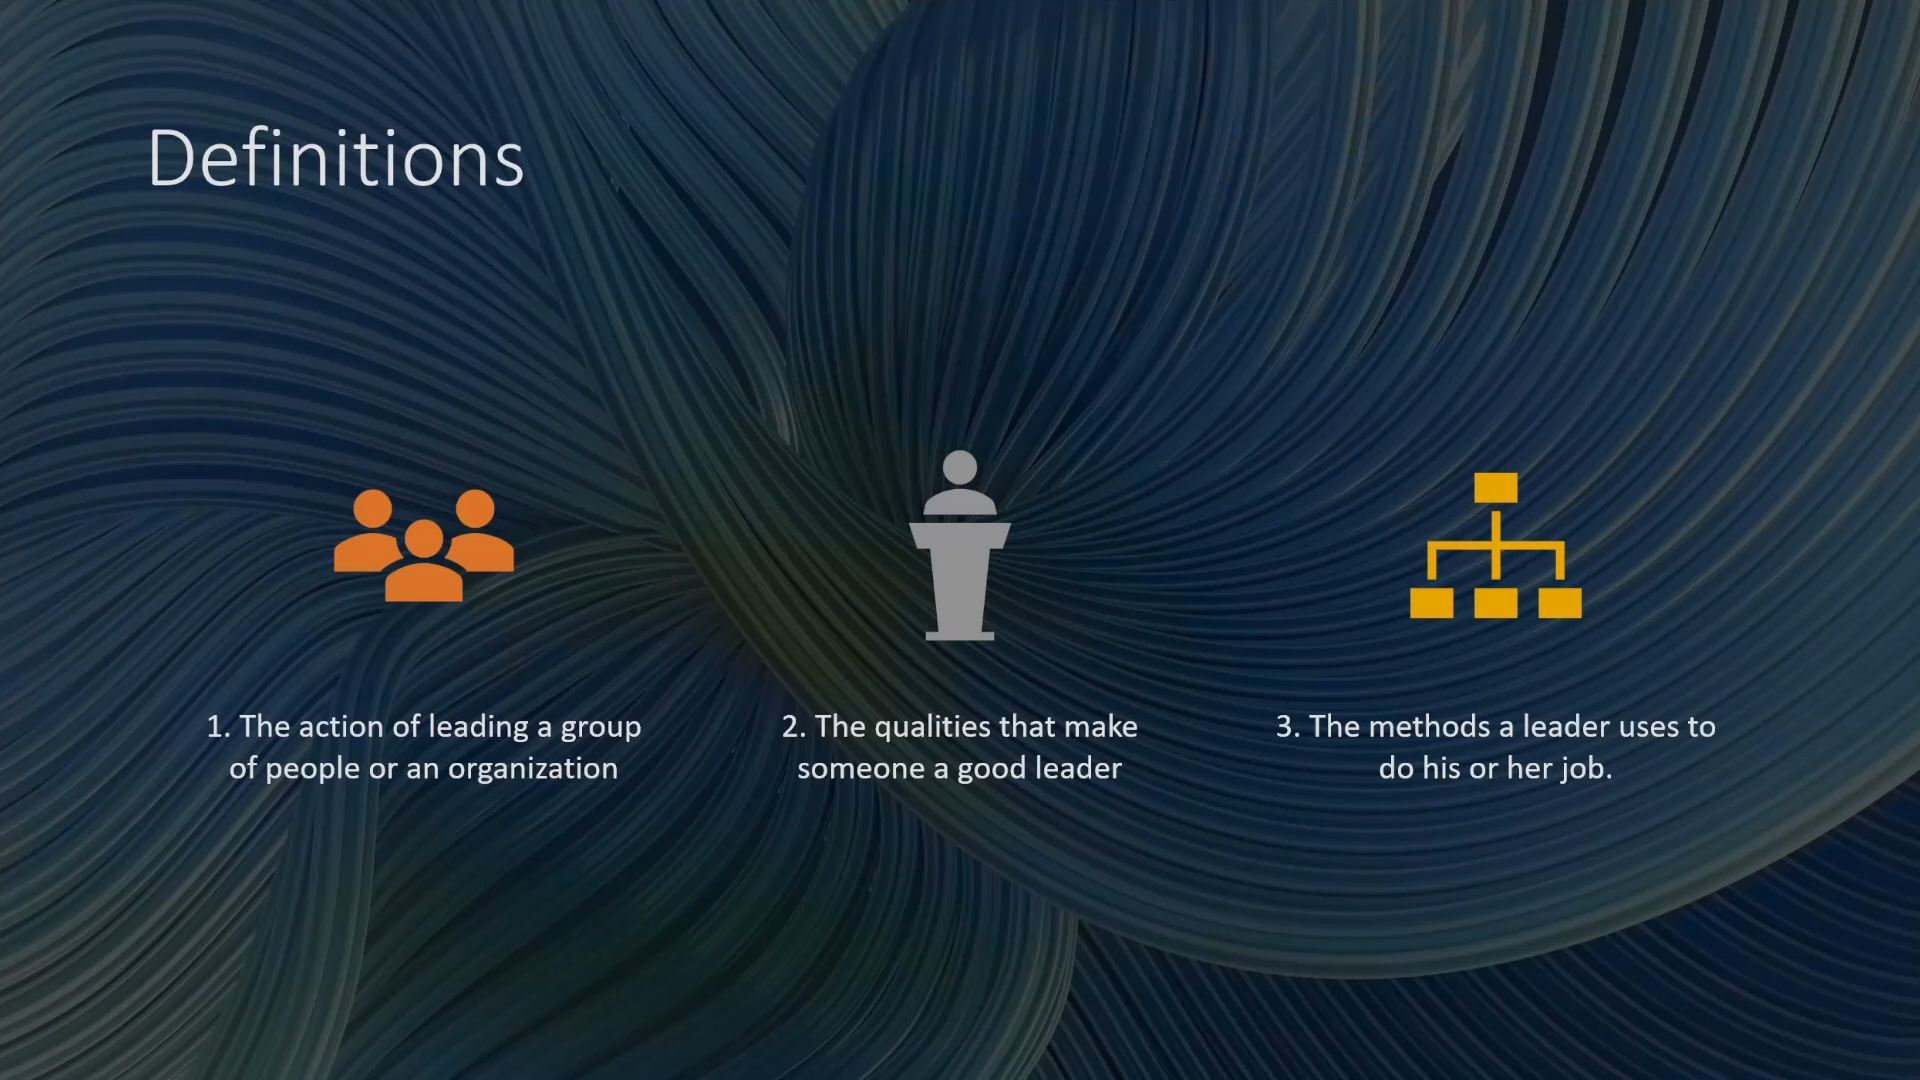 Definitions
1. The action of leading a group
of people or an organization
2. The qualities that make
someone a good leader
3. The methods a leader uses to
do his or her job.